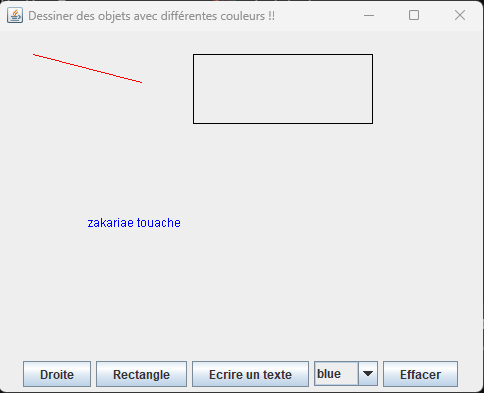 Dessiner des objets avec différentes couleurs !!
zakariae touache
Droite Rectangle Ecrire un texte blue Effacer